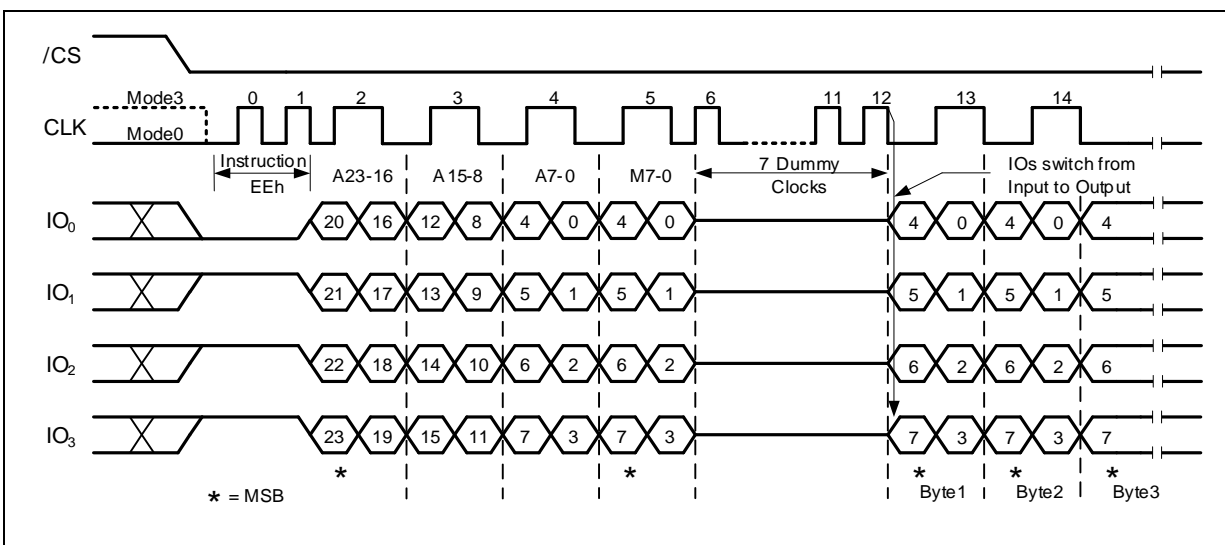 /CS
Mode3 0 1 2 3 4 5 6 11 12 13 14
CLK
Mode0
Instruction 7 Dummy IOs switch from
EEh A23-16 A15-8 A7-0 M7-0 Clocks Input to Output
IO0 20 16 12 8 4 0 4 0 4 0 4 0 4
IO1 21 17 13 9 5 1 5 1 5 1 5 1 5
IO2 22 18 14 10 6 2 6 2 6 2 6 2 6
IO3 23 19 15 11 7 3 7 3 7 3 7 3 7
* * * * *
* = MSB Byte1 Byte2 Byte3